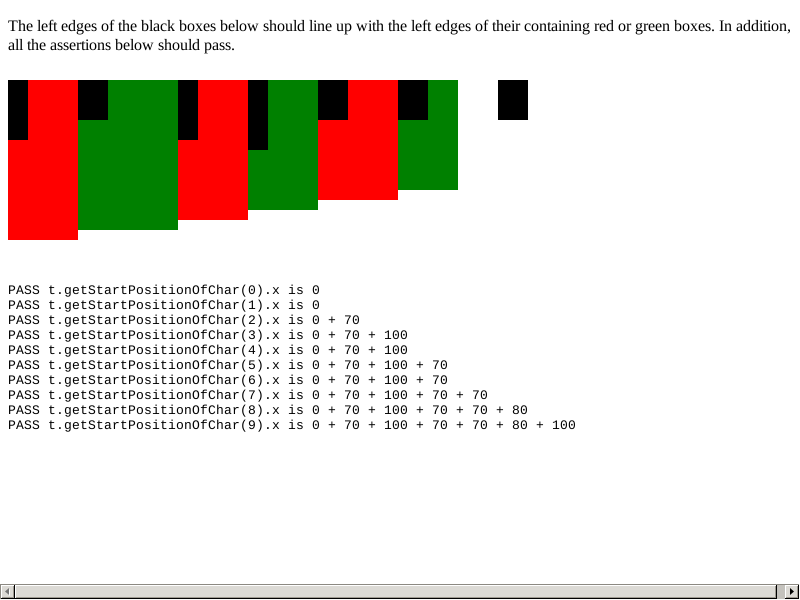 The left edges of the black boxes below should line up with the left edges of their containing red or green boxes. In addition,
all the assertions below should pass.
PASS t.getStartPositionOfChar(0).x is 0
PASS t.getStartPositionOfChar(1).x is 0
PASS t.getStartPositionOfChar(2).x is 0 + 70
PASS t.getStartPositionOfChar(3).x is 0 + 70 + 100
PASS t.getStartPositionOfChar(4).x is 0 + 70 + 100
PASS t.getStartPositionOfChar(5).x is 0 + 70 + 100 + 70
PASS t.getStartPositionOfChar(6).x is 0 + 70 + 100 + 70
PASS t.getStartPositionOfChar(7).x is 0 + 70 + 100 + 70 + 70
PASS t.getStartPositionOfChar(8).x is 0 + 70 + 100 + 70 + 70 + 80
PASS t.getStartPositionOfChar(9).x is 0 + 70 + 100 + 70 + 70 + 80 + 100